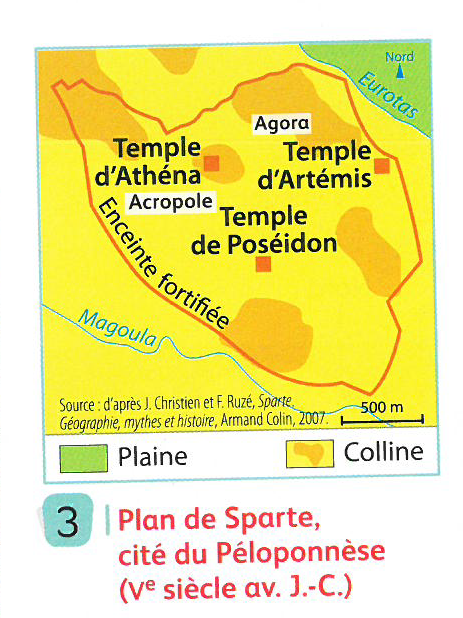 Nord
Eurotas
Agora
Temple
d'Athéna
Temple
d'Artémis
Acropole
Temple
de Poséidon
Enceinte fortifiée
Magoula
Source : d'après J. Christien et F. Ruzé, Sparte.
Géographie, mythes et histoire, Armand Colin, 2007.
500 m
Plaine
Colline
3
Plan de Sparte,
cité du Péloponnèse
(Ve siècle av. J.-C.)